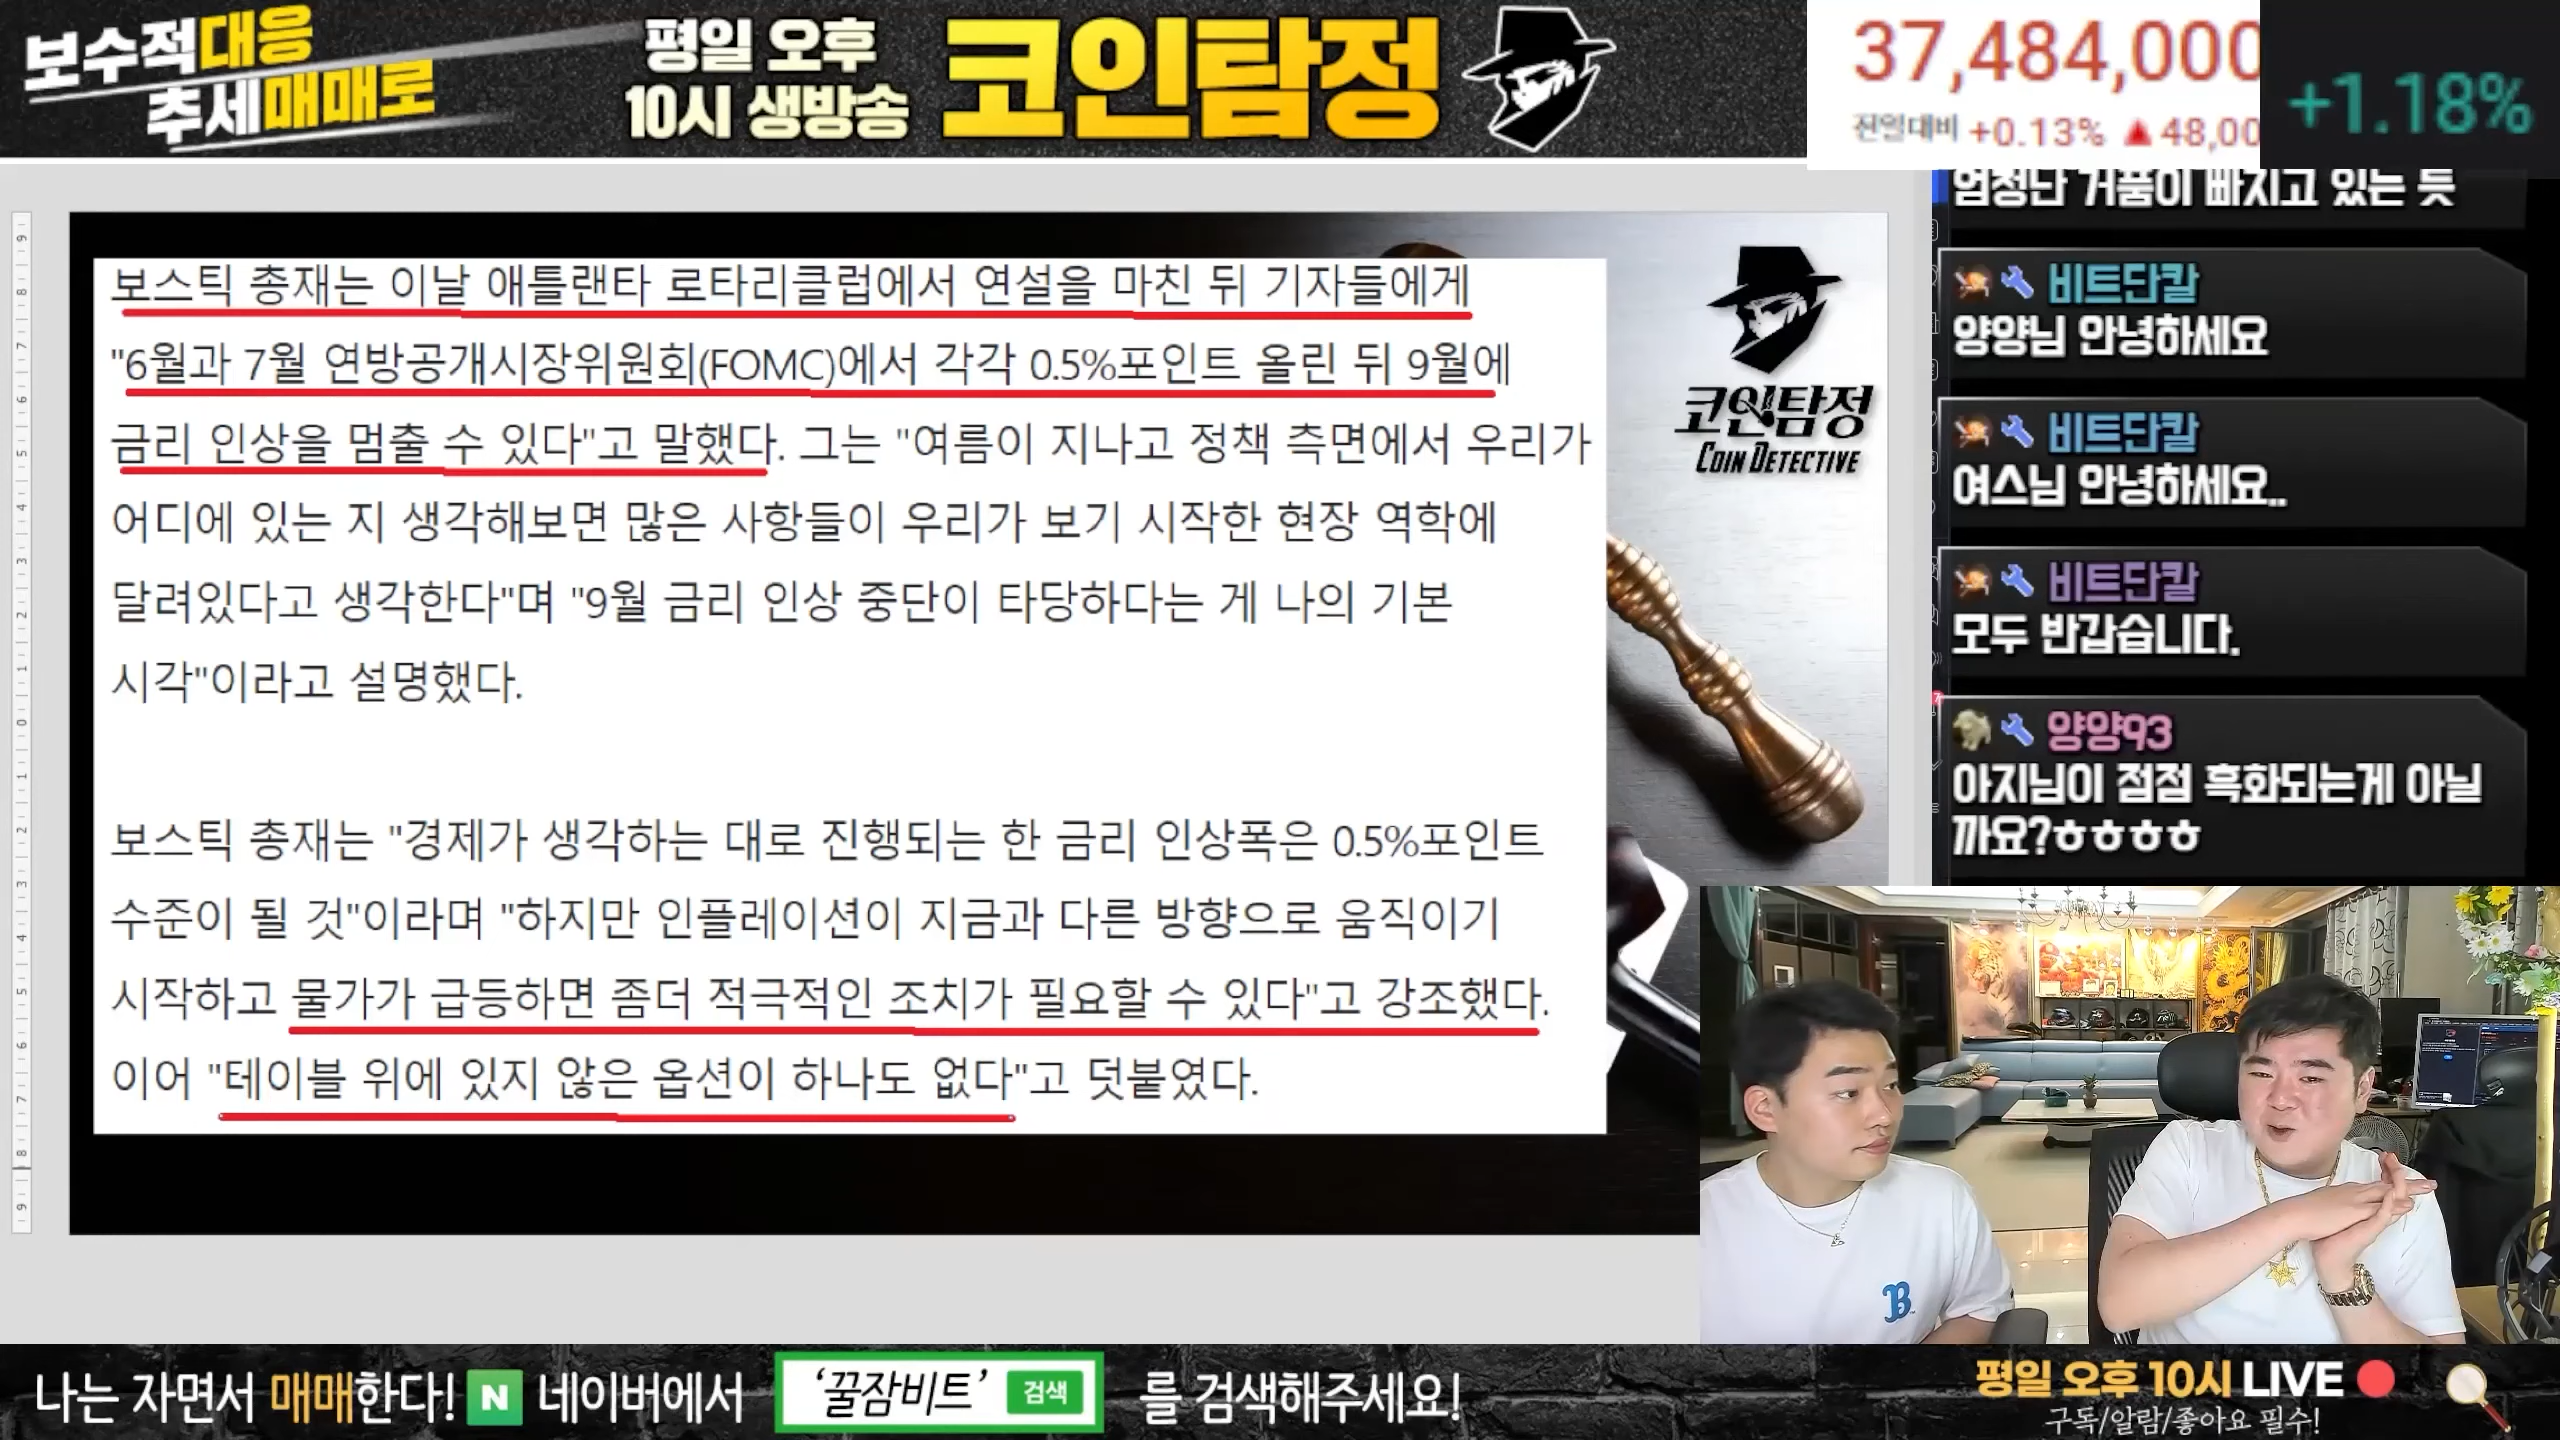 보수적대응
추세매매로
평일 오후
10시 생방송
코인탐정
37,484,000
전일대비 +0.13% ▲48,00
+1.18%
보스틱 총재는 이날 애틀랜타 로타리클럽에서 연설을 마친 뒤 기자들에게
"6월과 7월 연방공개시장위원회(FOMC)에서 각각 0.5%포인트 올린 뒤 9월에
금리 인상을 멈출 수 있다"고 말했다. 그는 "여름이 지나고 정책 측면에서 우리가
어디에 있는 지 생각해보면 많은 사항들이 우리가 보기 시작한 현장 역학에
달려있다고 생각한다"며 "9월 금리 인상 중단이 타당하다는 게 나의 기본
시각"이라고 설명했다.
보스틱 총재는 "경제가 생각하는 대로 진행되는 한 금리 인상폭은 0.5%포인트
수준이 될 것"이라며 "하지만 인플레이션이 지금과 다른 방향으로 움직이기
시작하고 물가가 급등하면 좀더 적극적인 조치가 필요할 수 있다"고 강조했다.
이어 "테이블 위에 있지 않은 옵션이 하나도 없다"고 덧붙였다.
코인탐정
COIN DETECTIVE
엄청난 거품이 빠지고 있는 듯
비트단칼
양양님 안녕하세요
비트단칼
여스님 안녕하세요..
비트단칼
모두 반갑습니다.
양양93
아지님이 점점 흑화되는게 아닐
까요?ㅎㅎㅎㅎ
B
나는 자면서 매매한다! N 네이버에서 '꿀잠비트' 검색 를 검색해주세요!
평일 오후 10시 LIVE
구독/알람/좋아요 필수!